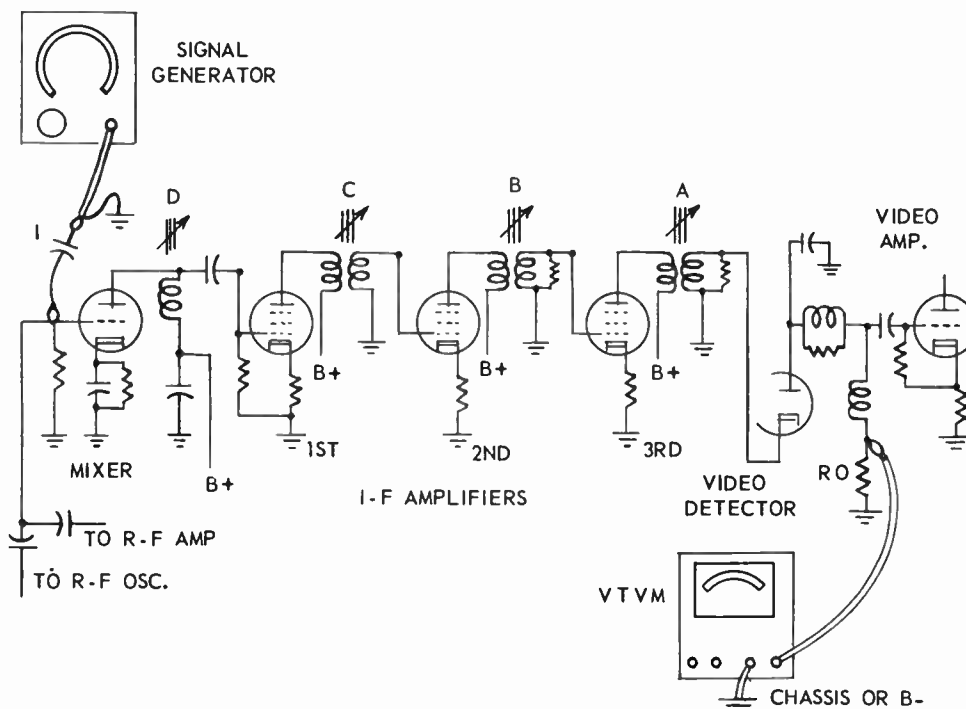 SIGNAL
GENERATOR
D
C
B
A
VIDEO
AMP.
1
B+
B+
B+
1ST
2ND
3RD
MIXER
B+
I-F AMPLIFIERS
VIDEO
DETECTOR
RO
TO R-F AMP
TO R-F OSC.
VTVM
CHASSIS OR B-